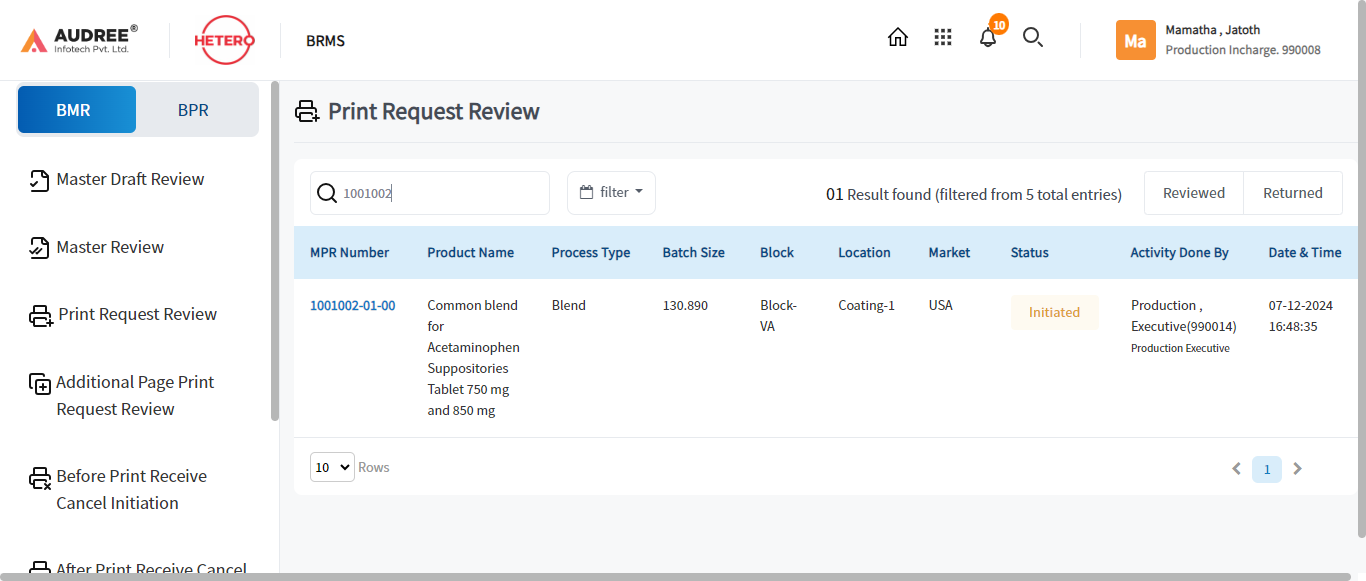 AUDREE®
Infotech Pvt. Ltd.
HETERO
BRMS
10
Ma
Mamatha , Jatoth
Production Incharge. 990008
BMR
BPR
Master Draft Review
Master Review
Print Request Review
Additional Page Print
Request Review
Before Print Receive
Cancel Initiation
After Print Receive Cancel
Print Request Review
1001002
filter
01 Result found (filtered from 5 total entries)
Reviewed
Returned
MPR Number Product Name Process Type Batch Size Block Location Market Status Activity Done By Date & Time
1001002-01-00 Common blend Blend 130.890 Block- Coating-1 USA Initiated Production , 07-12-2024
for VA Executive(990014) 16:48:35
Acetaminophen Production Executive
Suppositories
Tablet 750 mg
and 850 mg
10 Rows
1